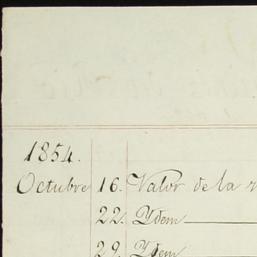 1854.
Octubre 16. Valor de la
22. Ydem
29. Ydem